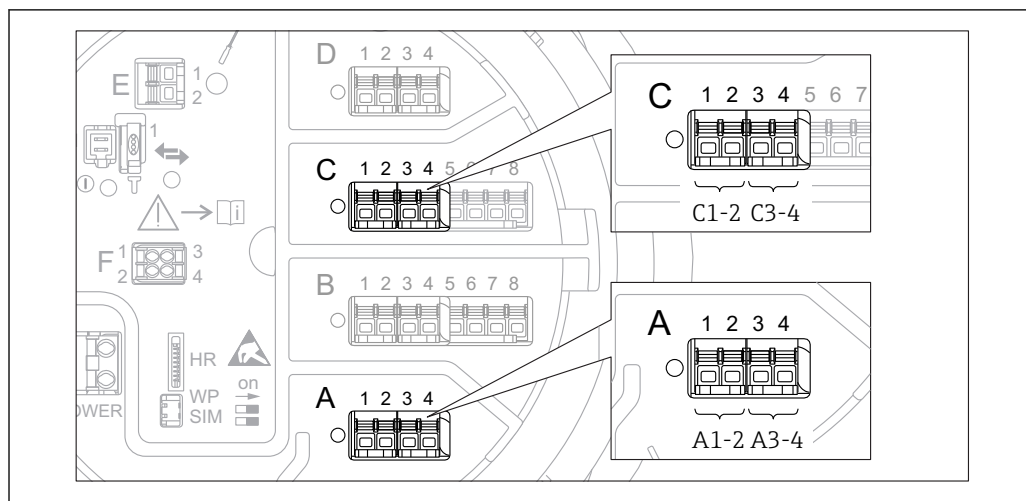 D 1 2 3 4
E 1
2
C 1 2 3 4 5 6 7
1
C 1 2 3 4 5 6 7 8
C1-2 C3-4
i
F 1 3
2 4
B 1 2 3 4 5 6 7 8
A 1 2 3 4
HR
WP on
SIM
OWER
A 1 2 3 4
A1-2 A3-4